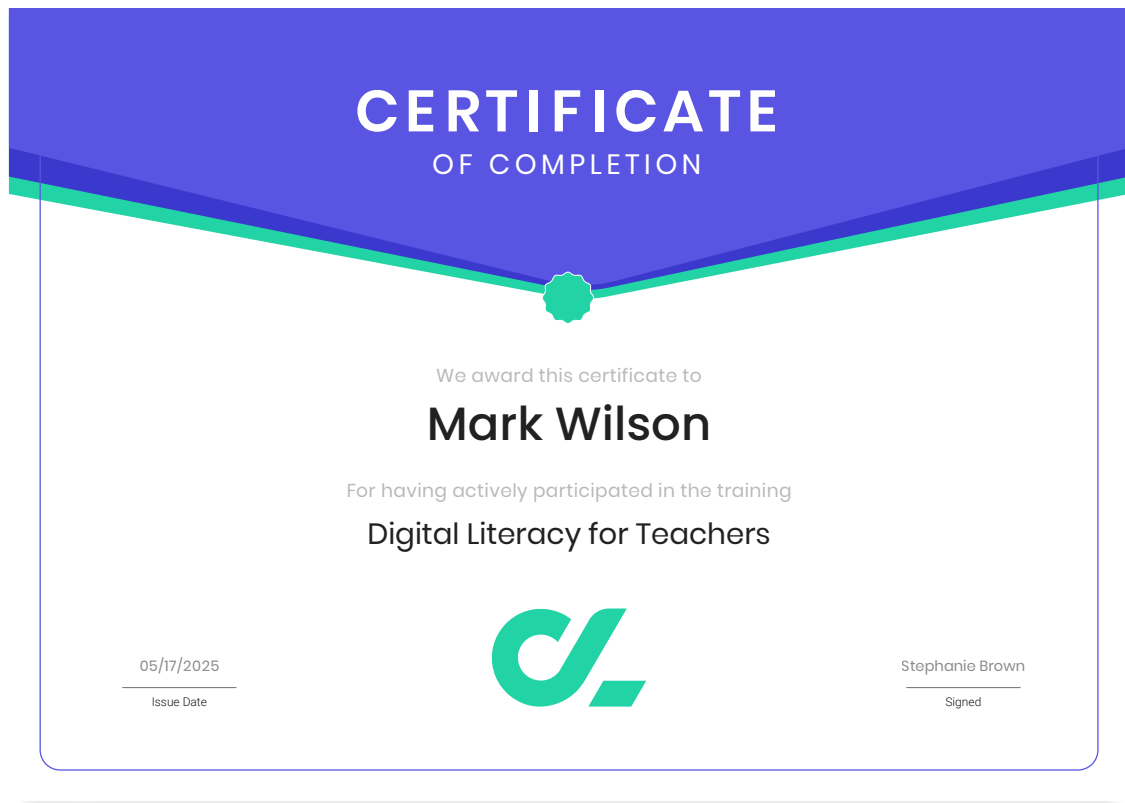 CERTIFICATE
OF COMPLETION
We award this certificate to
Mark Wilson
For having actively participated in the training
Digital Literacy for Teachers
05/17/2025
Issue Date
Stephanie Brown
Signed